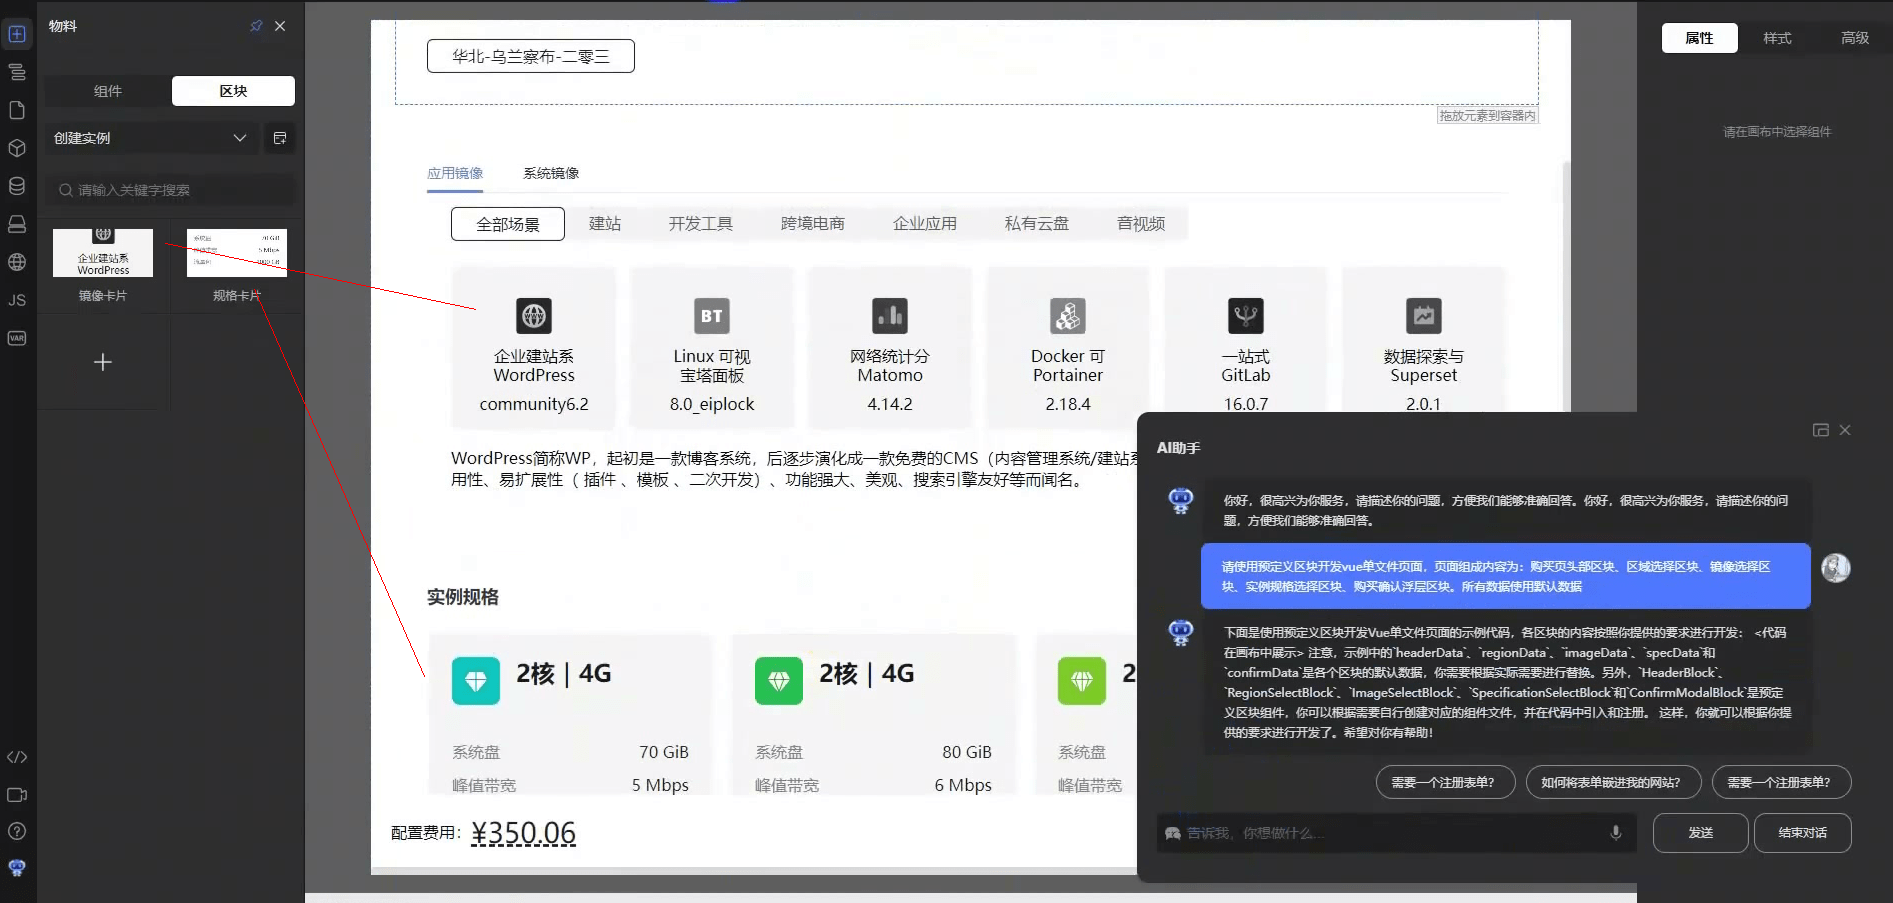 物料
组件
区块
创建实例
请输入关键字搜索
企业建站系
WordPress
镜像卡片
系统盘 70 GiB
峰值带宽 5 Mbps
规格卡片
JS
VAR
华北-乌兰察布-二零三
拖放元素到容器内
应用镜像
系统镜像
全部场景
建站
开发工具
跨境电商
企业应用
私有云盘
音视频
企业建站系
WordPress
community6.2
BT
Linux 可视
宝塔面板
8.0_eiplock
网络统计分
Matomo
4.14.2
Docker 可
Portainer
2.18.4
一站式
GitLab
16.0.7
数据探索与
Superset
2.0.1
WordPress简称WP，起初是一款博客系统，后逐步演化成一款免费的CMS（内容管理系统/建站系
用性、易扩展性（ 插件 、模板 、二次开发）、功能强大、美观、搜索引擎友好等而闻名。
实例规格
2核 | 4G
系统盘 70 GiB
峰值带宽 5 Mbps
2核 | 4G
系统盘 80 GiB
峰值带宽 6 Mbps
2
系统盘
峰值带宽
配置费用： ¥350.06
属性
样式
高级
请在画布中选择组件
AI助手
你好，很高兴为你服务，请描述你的问题，方便我们能够准确回答。你好，很高兴为你服务，请描述你的问
题，方便我们能够准确回答。
请使用预定义区块开发vue单文件页面，页面组成内容为：购买页头部区块、区域选择区块、镜像选择区
块、实例规格选择区块、购买确认浮层区块。所有数据使用默认数据
下面是使用预定义区块开发Vue单文件页面的示例代码，各区块的内容按照你提供的要求进行开发： <代码
在画布中展示> 注意，示例中的`headerData`、`regionData`、`imageData`、`specData`和
`confirmData`是各个区块的默认数据，你需要根据实际需要进行替换。另外，`HeaderBlock`、
`RegionSelectBlock`、`ImageSelectBlock`、`SpecificationSelectBlock`和`ConfirmModalBlock`是预定
义区块组件，你可以根据需要自行创建对应的组件文件，并在代码中引入和注册。 这样，你就可以根据你提
供的要求进行开发了。希望对你有帮助！
需要一个注册表单？
如何将表单嵌进我的网站？
需要一个注册表单？
告诉我，你想做什么...
发送
结束对话